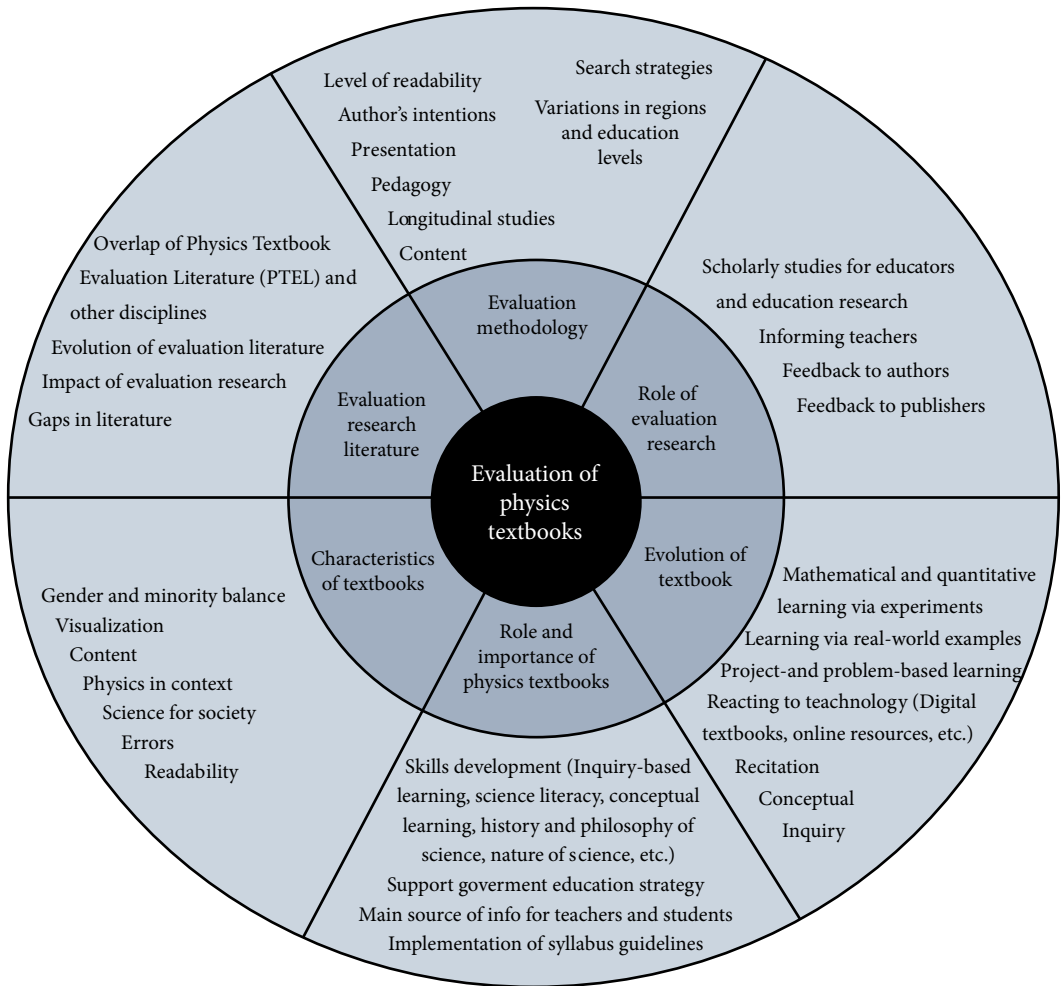 Level of readability
Author's intentions
Presentation
Pedagogy
Longitudinal studies
Content
Search strategies
Variations in regions
and education
levels
Scholarly studies for educators
and education research
Informing teachers
Feedback to authors
Feedback to publishers
Overlap of Physics Textbook
Evaluation Literature (PTEL) and
other disciplines
Evolution of evaluation literature
Impact of evaluation research
Gaps in literature
Evaluation
methodology
Role of
evaluation
research
Evaluation
research
literature
Evaluation of
physics
textbooks
Characteristics
of textbooks
Evolution of
textbook
Role and
importance of
physics textbooks
Gender and minority balance
Visualization
Content
Physics in context
Science for society
Errors
Readability
Mathematical and quantitative
learning via experiments
Learning via real-world examples
Project-and problem-based learning
Reacting to teachnology (Digital
textbooks, online resources, etc.)
Recitation
Conceptual
Inquiry
Skills development (Inquiry-based
learning, science literacy, conceptual
learning, history and philosophy of
science, nature of science, etc.)
Support goverment education strategy
Main source of info for teachers and students
Implementation of syllabus guidelines